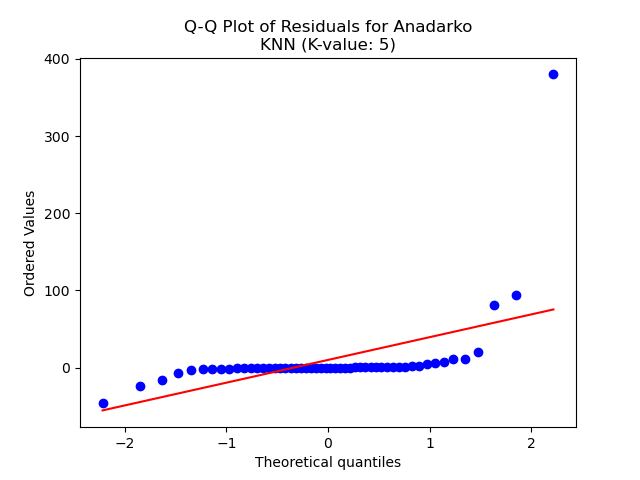 Q-Q Plot of Residuals for Anadarko
KNN (K-value: 5)
400
300
200
100
0
Ordered Values
−2
−1
0
1
2
Theoretical quantiles